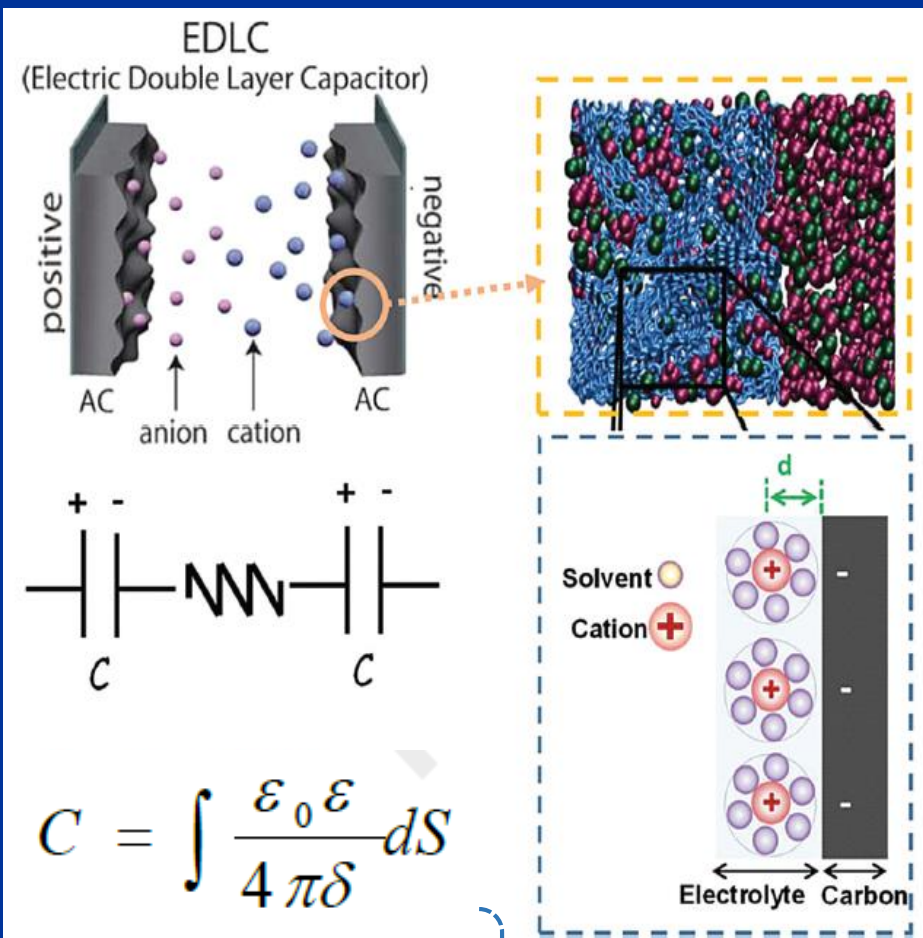 EDLC
(Electric Double Layer Capacitor)
positive
negative
AC
AC
anion cation
+ -
+ -
C
C
C = ∫ ε₀ε / 4πδ dS
d
Solvent
Cation +
+
+
+
-
-
-
Electrolyte Carbon